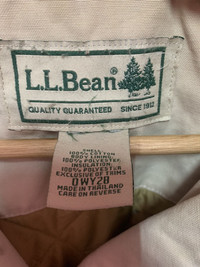 L.L.Bean®
QUALITY GUARANTEED SINCE 1912
SHELL:
100% COTTON
BODY LINING:
100% POLYESTER
INSULATION:
100% POLYESTER
EXCLUSIVE OF TRIMS
0WY28
MADE IN THAILAND
CARE ON REVERSE